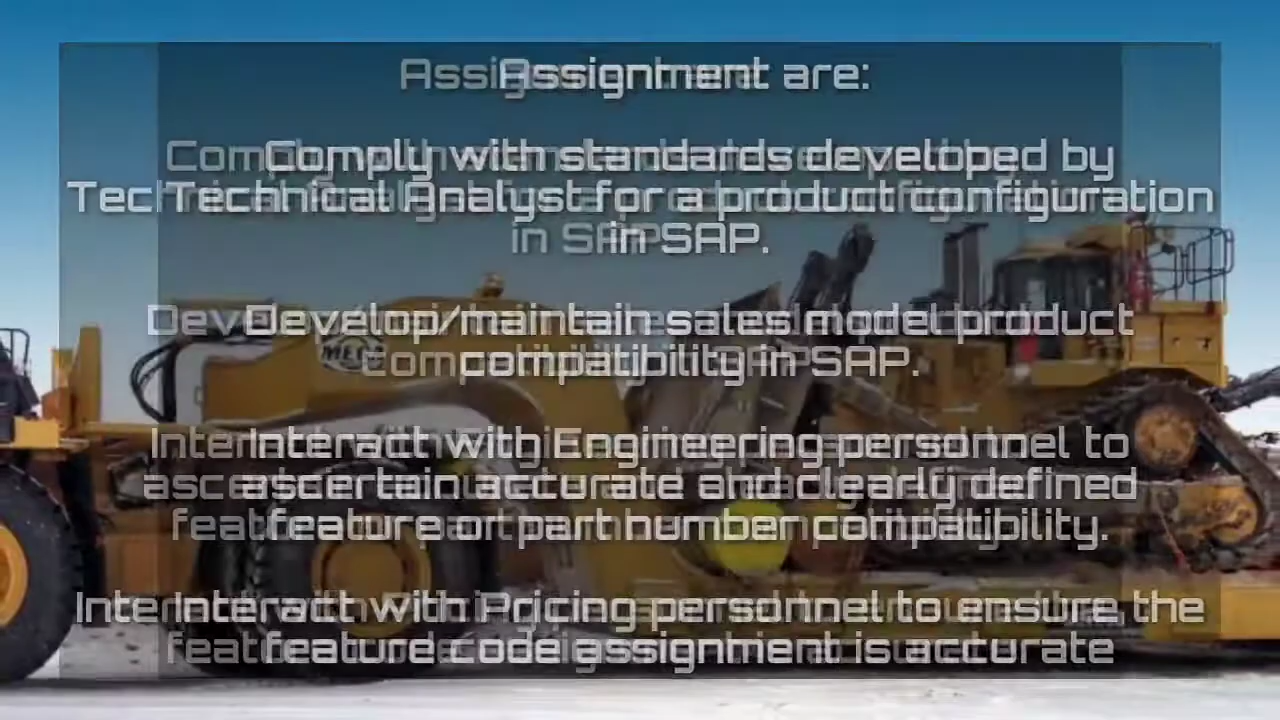 Assignment are:
Comply with standards developed by
Technical Analyst for a product configuration
in SAP.
Develop/maintain sales model product
compatibility in SAP.
Interact with Engineering personnel to
ascertain accurate and clearly defined
feature or part number compatibility.
Interact with Pricing personnel to ensure the
feature code assignment is accurate